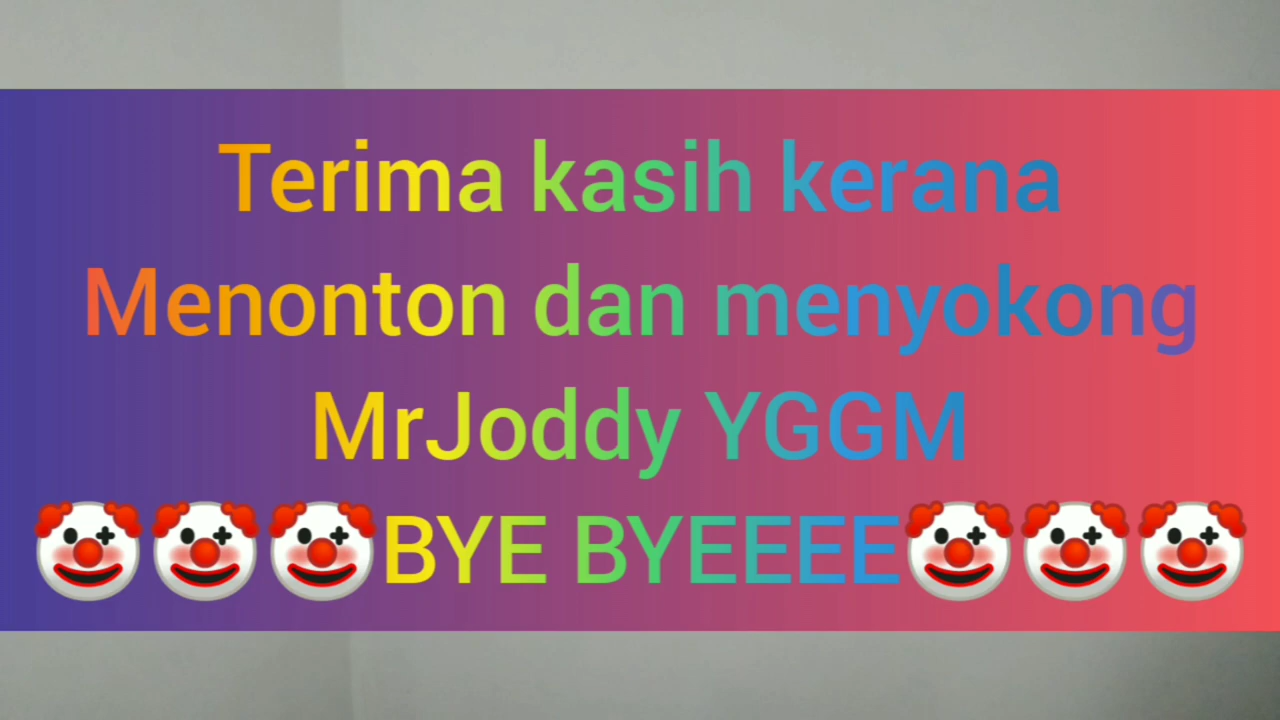 Terima kasih kerana
Menonton dan menyokong
MrJoddy YGGM
🤡🤡🤡BYE BYEEEE🤡🤡🤡